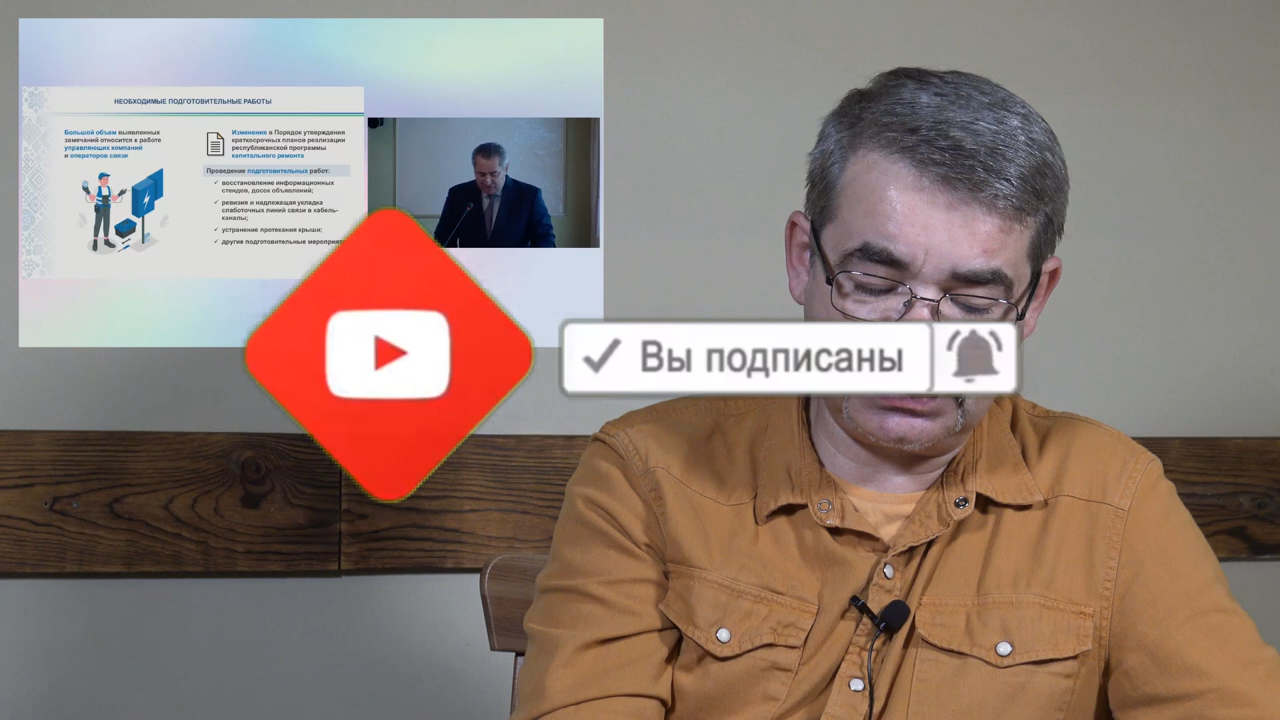 НЕОБХОДИМЫЕ ПОДГОТОВИТЕЛЬНЫЕ РАБОТЫ
Большой объем выявленных
замечаний относится к работе
управляющих компаний
и операторов связи
Изменения в Порядок утверждения
краткосрочных планов реализации
республиканской программы
капитального ремонта
Проведение подготовительных работ:
✓ восстановление информационных
стендов, досок объявлений;
✓ ревизия и надлежащая укладка
слаботочных линий связи в кабель-
каналы;
✓ устранение протекания крыши;
✓ другие подготовительные
Вы подписаны